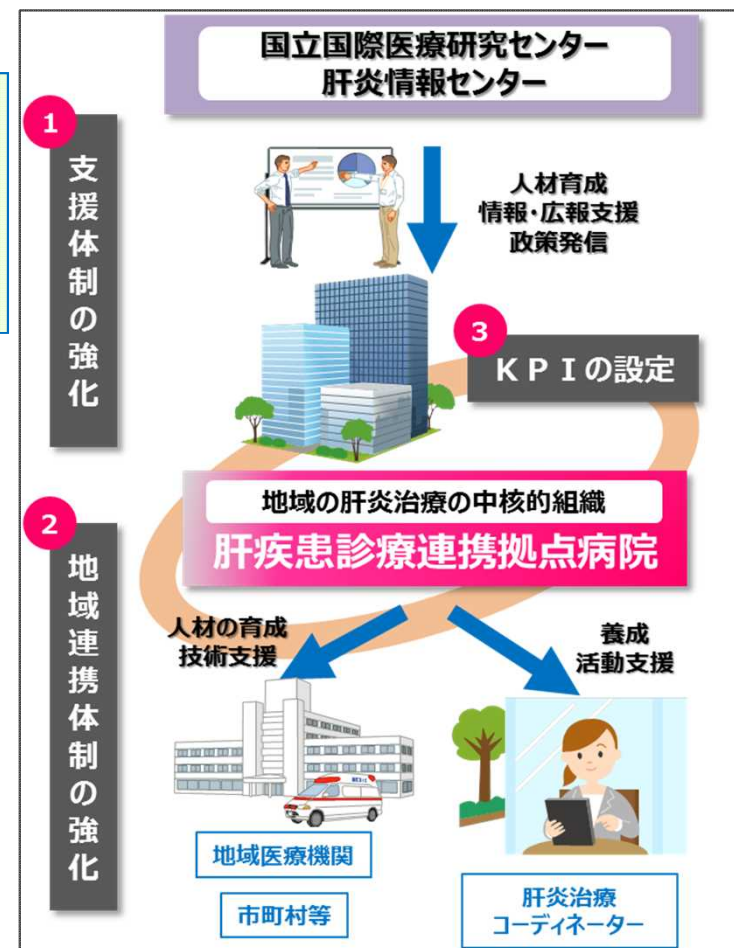 国立国際医療研究センター
肝炎情報センター
1
支援体制の強化
人材育成
情報・広報支援
政策発信
3
ＫＰＩの設定
地域の肝炎治療の中核的組織
肝疾患診療連携拠点病院
2
地域連携体制の強化
人材の育成
技術支援
養成
活動支援
地域医療機関
市町村等
肝炎治療
コーディネーター